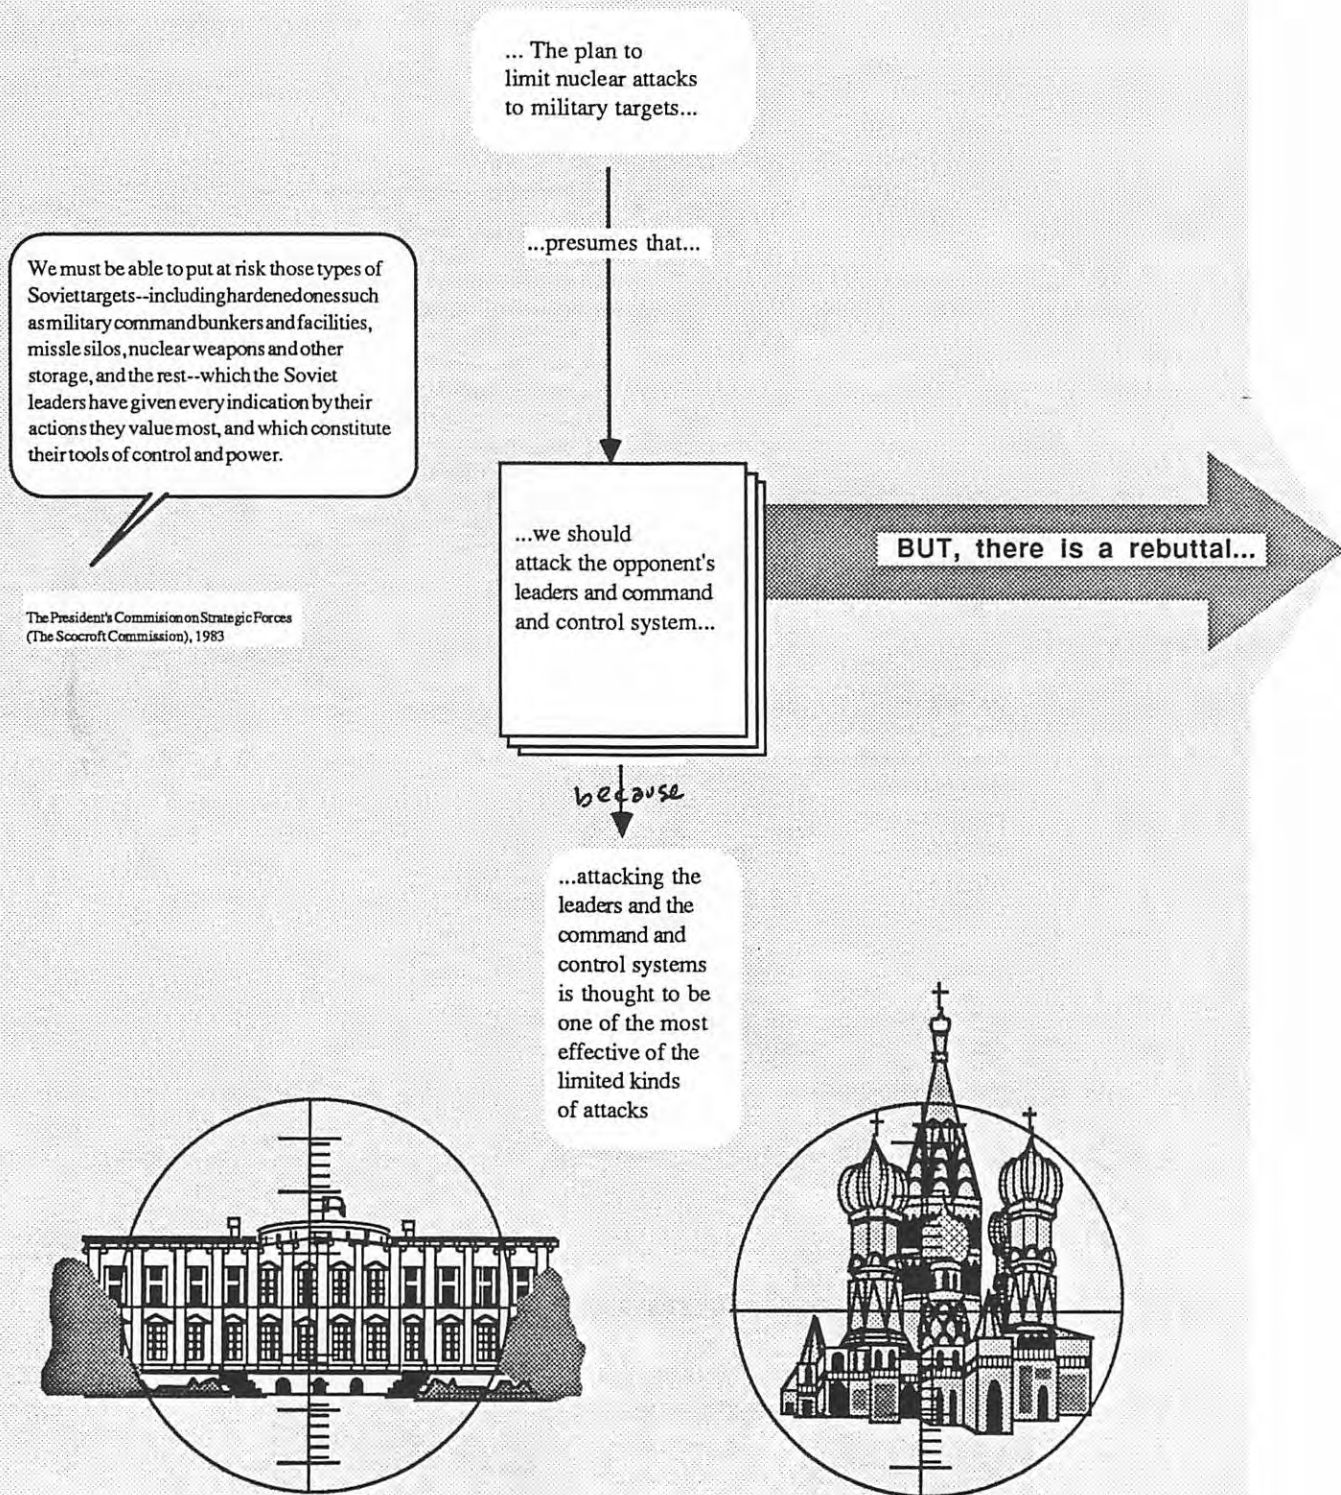 ... The plan to
limit nuclear attacks
to military targets...
...presumes that...
We must be able to put at risk those types of
Soviet targets--including hardened ones such
as military command bunkers and facilities,
missle silos, nuclear weapons and other
storage, and the rest--which the Soviet
leaders have given every indication by their
actions they value most, and which constitute
their tools of control and power.
The President's Commision on Strategic Forces
(The Scocroft Commission), 1983
...we should
attack the opponent's
leaders and command
and control system...
BUT, there is a rebuttal...
because
...attacking the
leaders and the
command and
control systems
is thought to be
one of the most
effective of the
limited kinds
of attacks